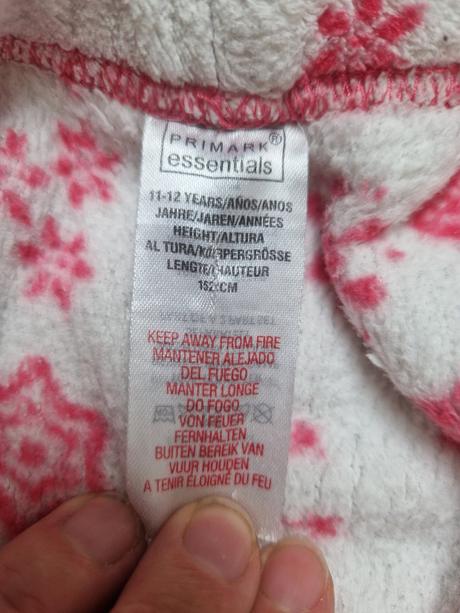 PRIMARK®
essentials
11-12 YEARS/AÑOS/ANOS
JAHRE/JAREN/ANNÉES
HEIGHT/ALTURA
AL TURA/KÖRPERGRÖSSE
LENGTE/HAUTEUR
152 CM
KEEP AWAY FROM FIRE
MANTENER ALEJADO
DEL FUEGO
MANTER LONGE
DO FOGO
VON FEUER
FERNHALTEN
BUITEN BEREIK VAN
VUUR HOUDEN
A TENIR ÉLOIGNÉ DU FEU